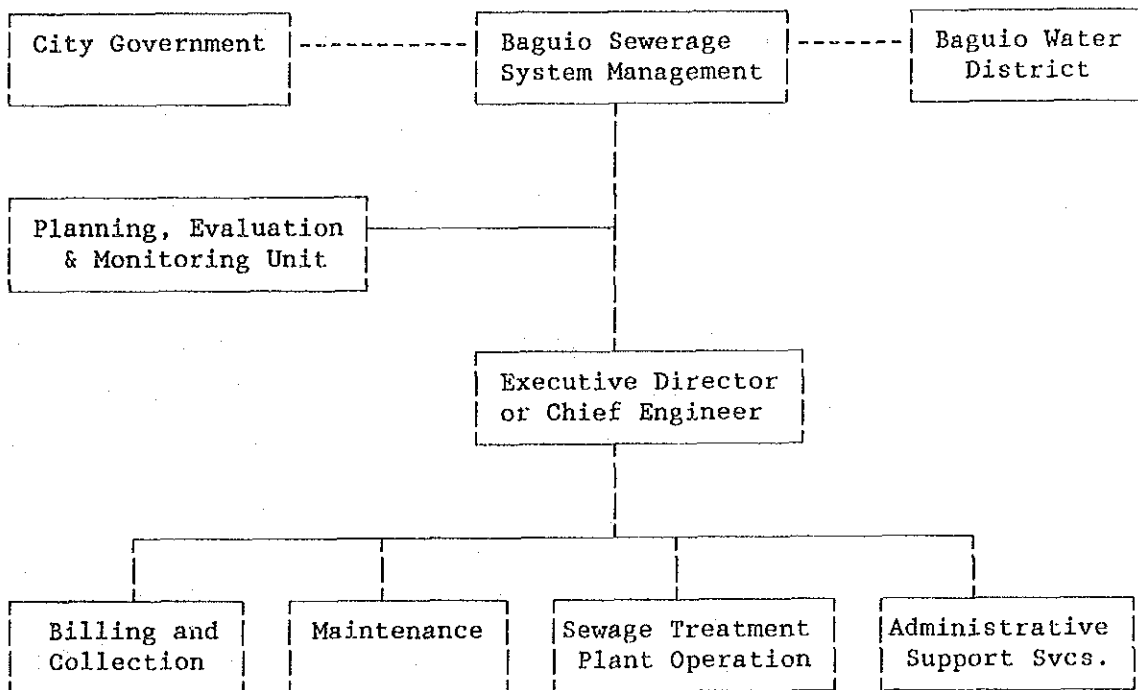 City Government
Baguio Sewerage
System Management
Baguio Water
District
Planning, Evaluation
& Monitoring Unit
Executive Director
or Chief Engineer
Billing and
Collection
Maintenance
Sewage Treatment
Plant Operation
Administrative
Support Svcs.